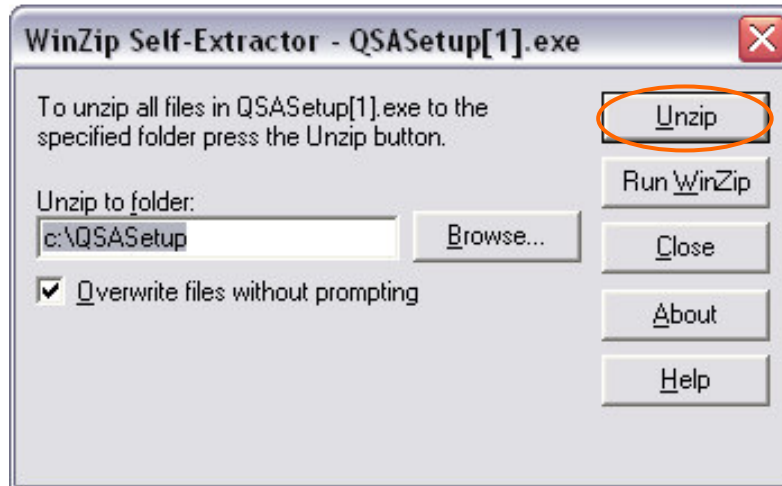 WinZip Self-Extractor - QSASetup[1].exe
To unzip all files in QSASetup[1].exe to the
specified folder press the Unzip button.
Unzip to folder:
c:\QSASetup
Browse...
Overwrite files without prompting
Unzip
Run WinZip
Close
About
Help